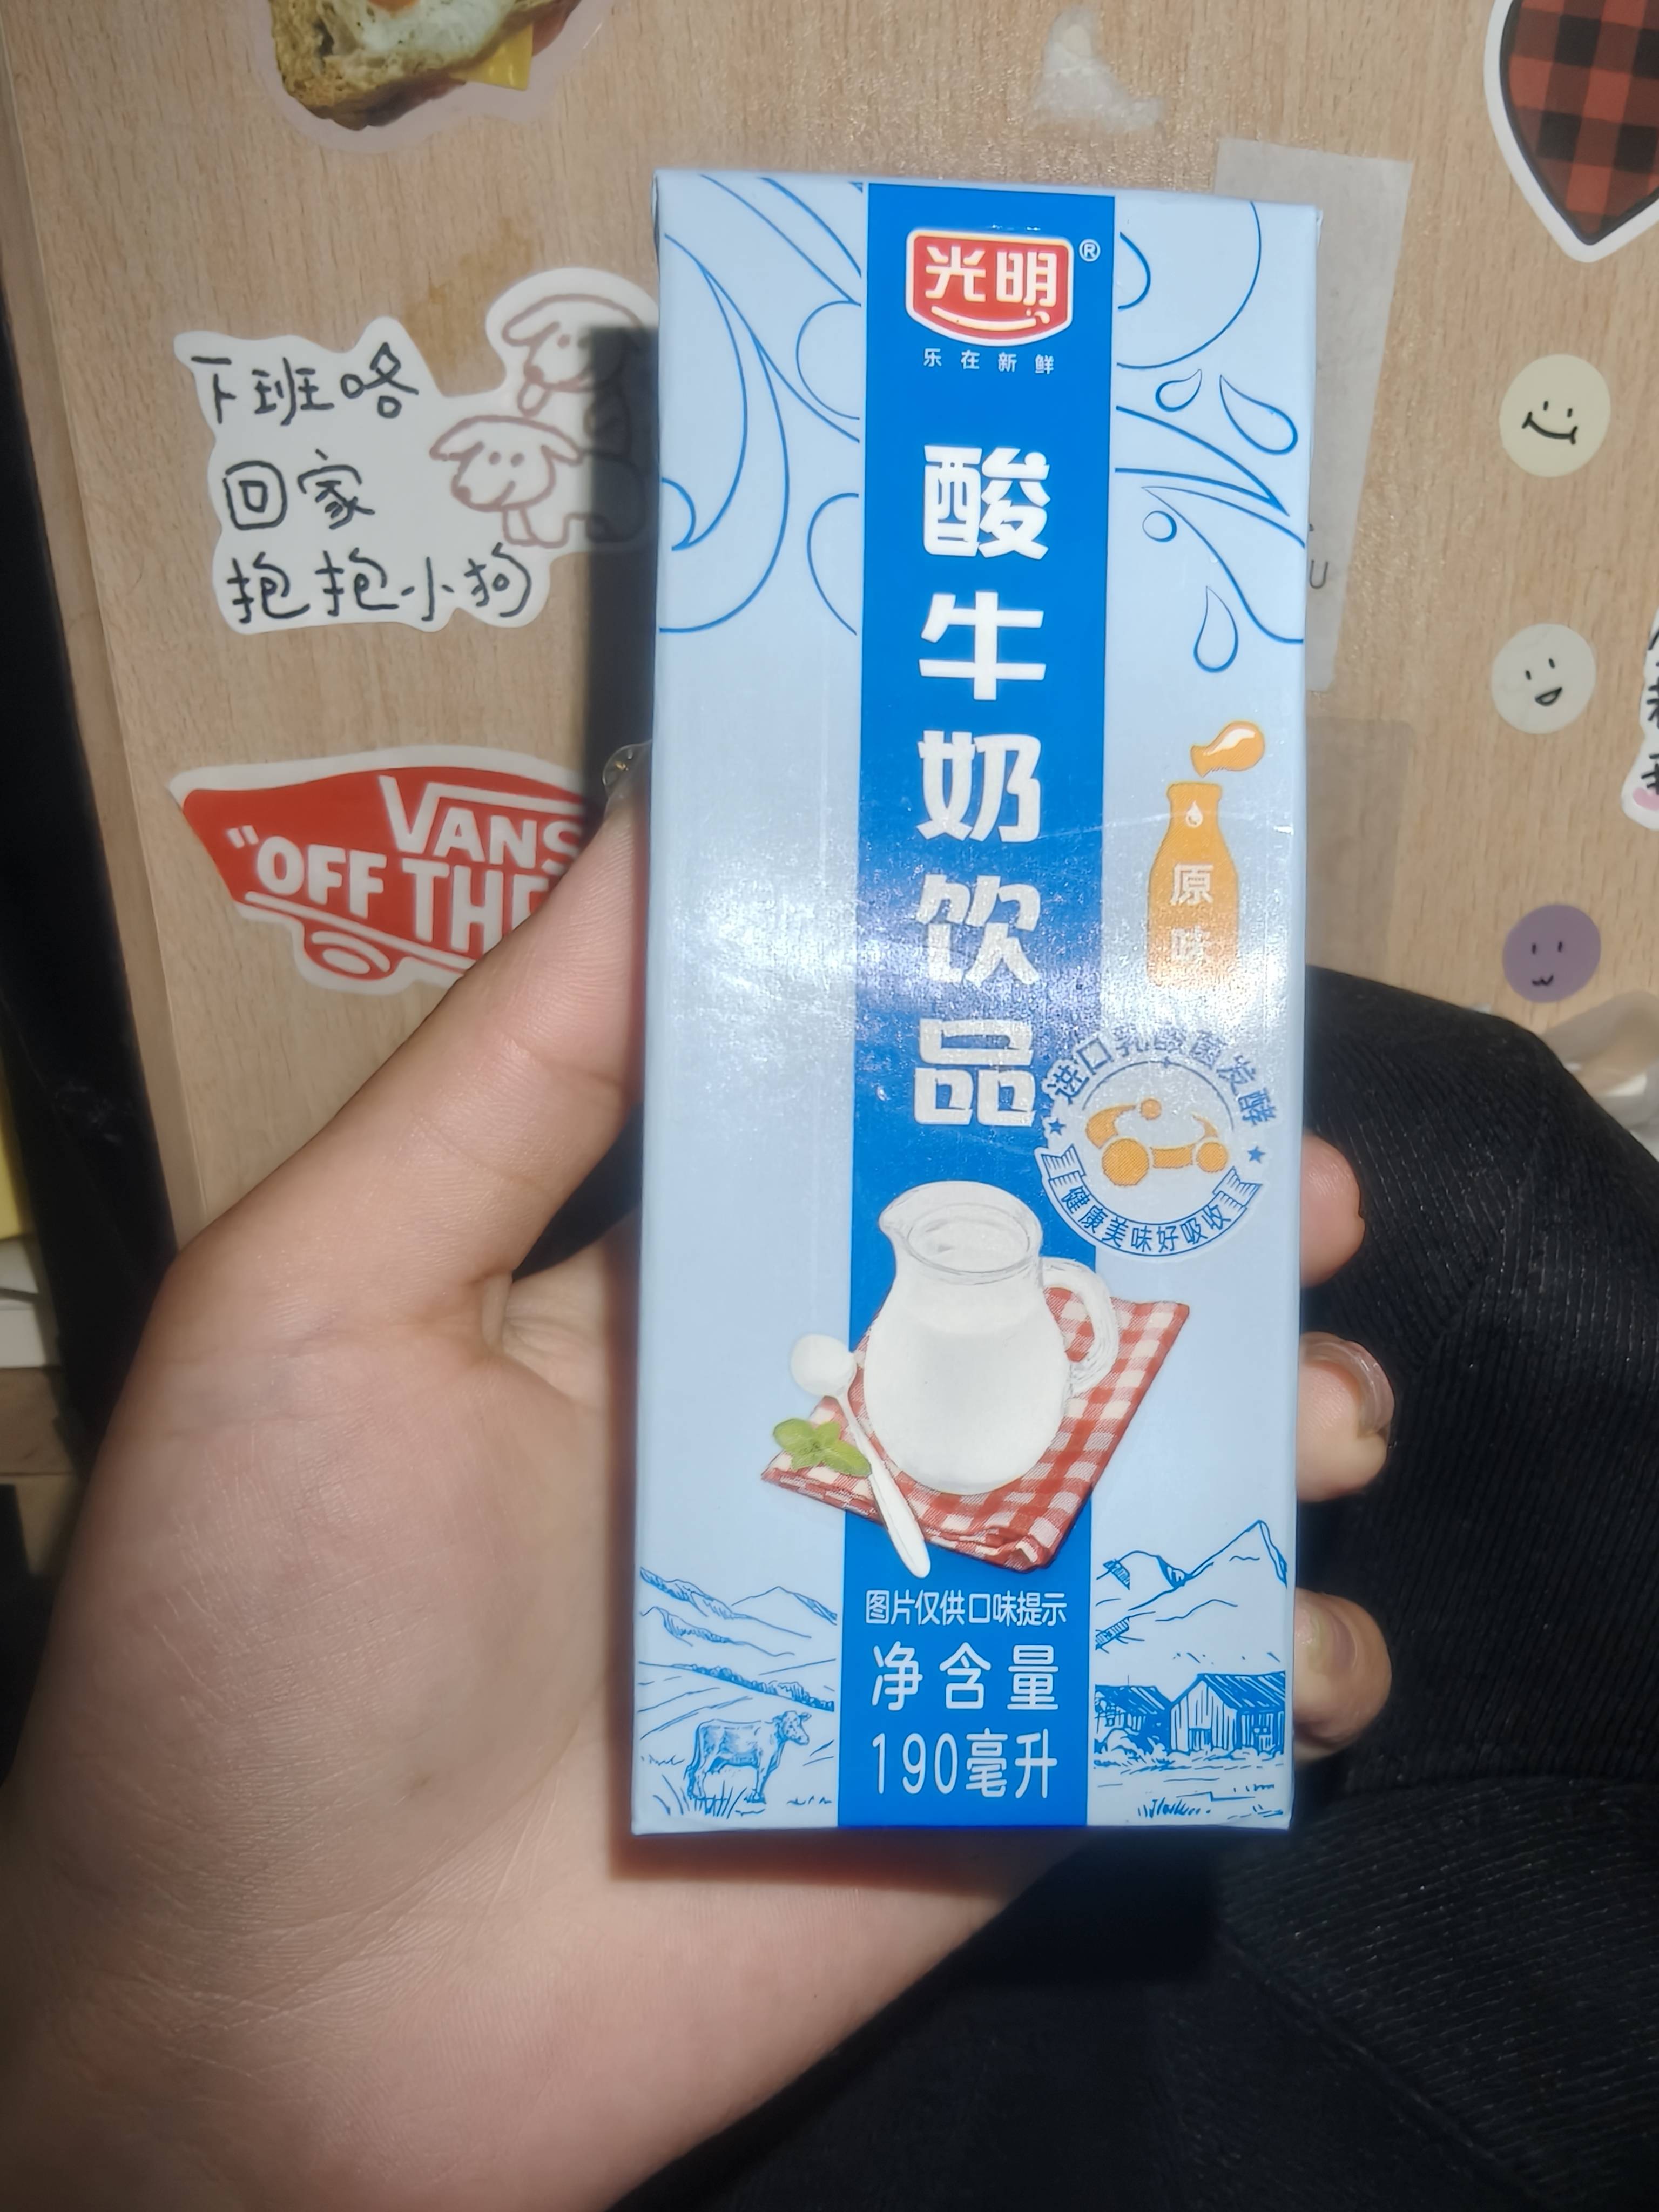 光明®
乐在新鲜
酸牛奶饮品
原味
进口乳酸菌发酵
健康美味好吸收
图片仅供口味提示
净含量
190毫升
下班咯
回家
抱抱小狗
VANS
"OFF THE